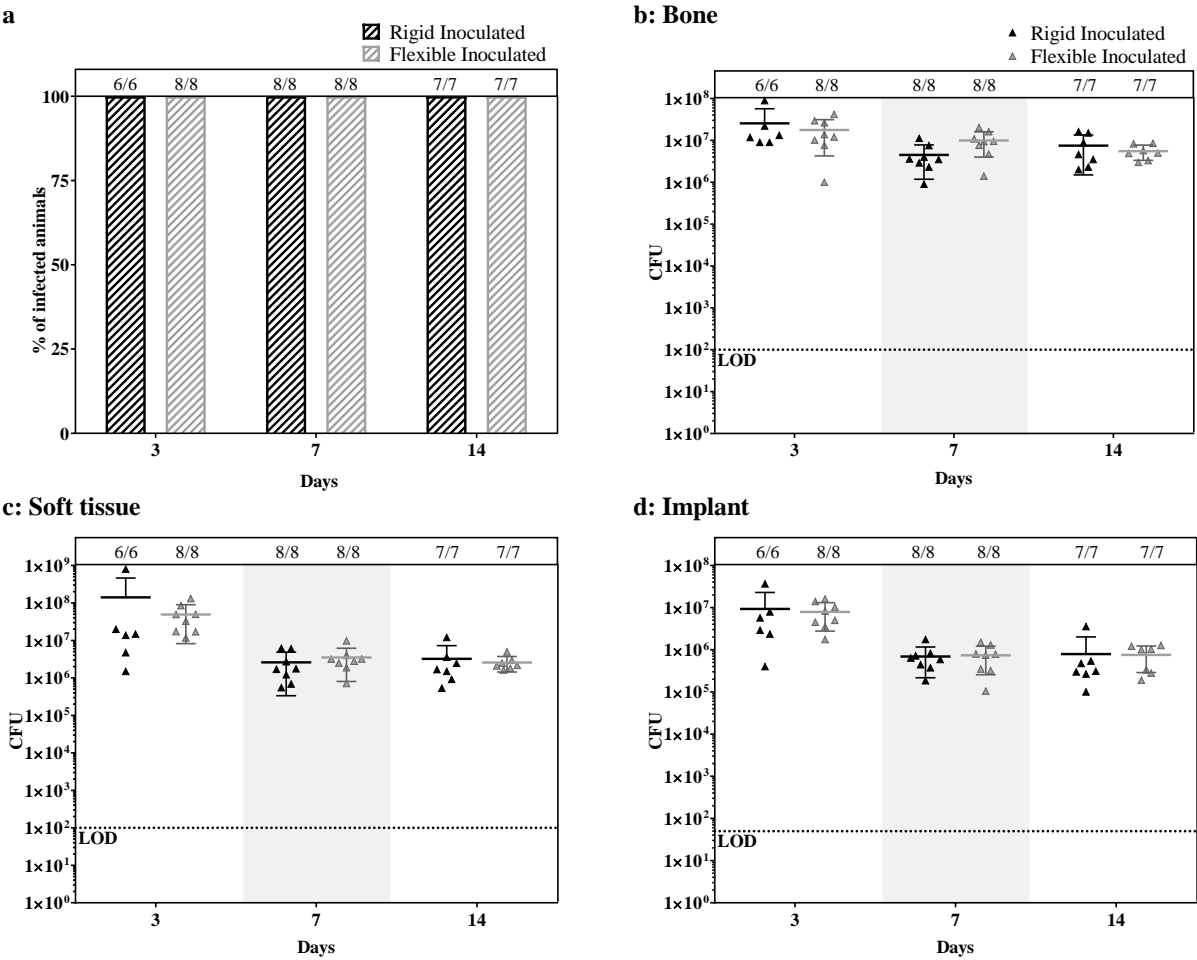 a
Rigid Inoculated
Flexible Inoculated
6/6 8/8 8/8 8/8 7/7 7/7
100
75
50
25
0
% of infected animals
3 7 14
Days
b: Bone
Rigid Inoculated
Flexible Inoculated
6/6 8/8 8/8 8/8 7/7 7/7
1×10⁸
1×10⁷
1×10⁶
1×10⁵
1×10⁴
1×10³
1×10²
1×10¹
1×10⁰
CFU
LOD
3 7 14
Days
c: Soft tissue
6/6 8/8 8/8 8/8 7/7 7/7
1×10⁹
1×10⁸
1×10⁷
1×10⁶
1×10⁵
1×10⁴
1×10³
1×10²
1×10¹
1×10⁰
CFU
LOD
3 7 14
Days
d: Implant
6/6 8/8 8/8 8/8 7/7 7/7
1×10⁸
1×10⁷
1×10⁶
1×10⁵
1×10⁴
1×10³
1×10²
1×10¹
1×10⁰
CFU
LOD
3 7 14
Days